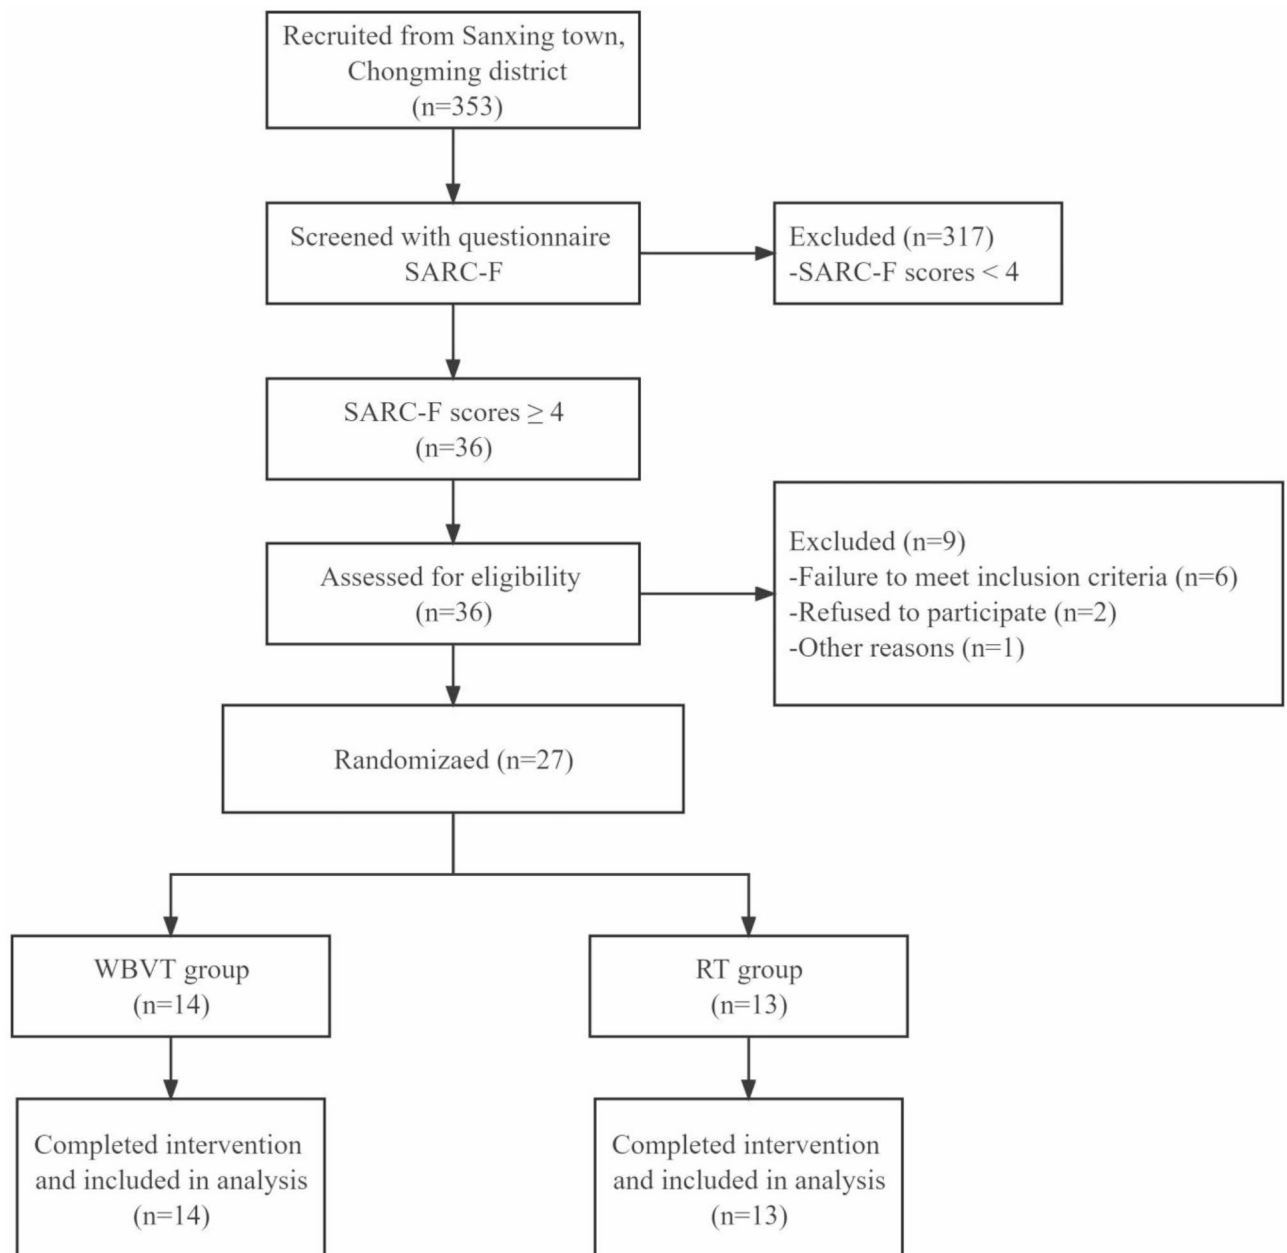 Recruited from Sanxing town,
Chongming district
(n=353)
Screened with questionnaire
SARC-F
Excluded (n=317)
-SARC-F scores < 4
SARC-F scores ≥ 4
(n=36)
Assessed for eligibility
(n=36)
Excluded (n=9)
-Failure to meet inclusion criteria (n=6)
-Refused to participate (n=2)
-Other reasons (n=1)
Randomizaed (n=27)
WBVT group
(n=14)
RT group
(n=13)
Completed intervention
and included in analysis
(n=14)
Completed intervention
and included in analysis
(n=13)